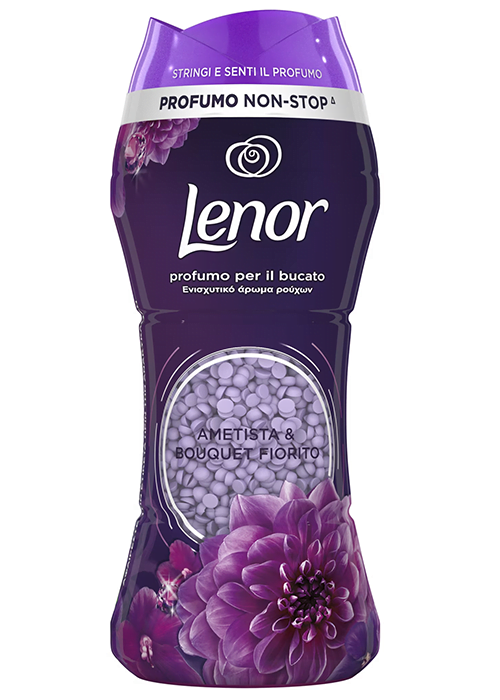 STRINGI E SENTI IL PROFUMO
PROFUMO NON-STOP Δ
Lenor
profumo per il bucato
Ενισχυτικό άρωμα ρούχων
AMETISTA &
BOUQUET FIORITO